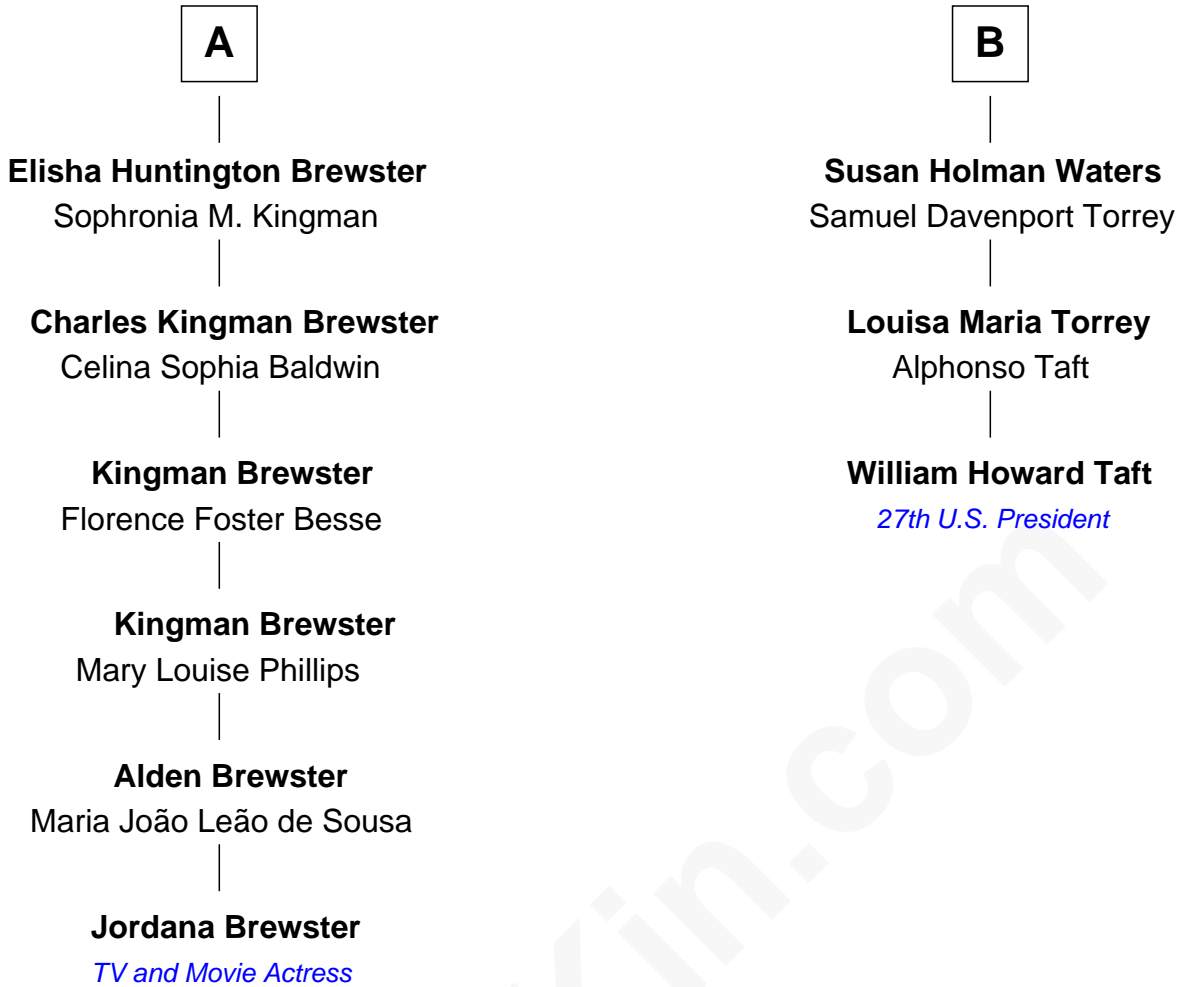 A
Elisha Huntington Brewster
Sophronia M. Kingman
Charles Kingman Brewster
Celina Sophia Baldwin
Kingman Brewster
Florence Foster Besse
Kingman Brewster
Mary Louise Phillips
Alden Brewster
Maria João Leão de Sousa
Jordana Brewster
TV and Movie Actress
B
Susan Holman Waters
Samuel Davenport Torrey
Louisa Maria Torrey
Alphonso Taft
William Howard Taft
27th U.S. President
Kin.com